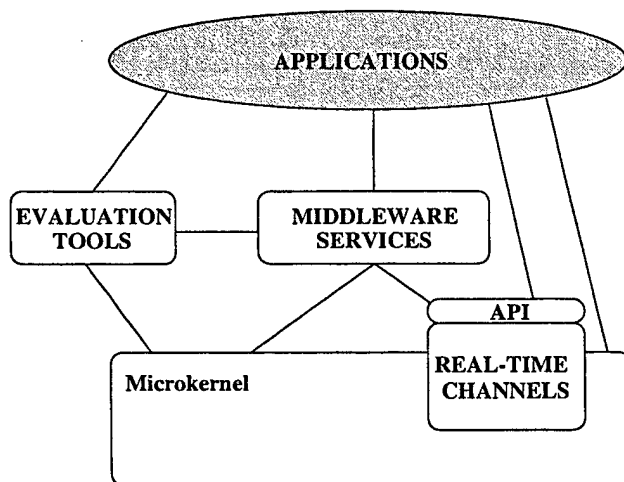 APPLICATIONS
EVALUATION
TOOLS
MIDDLEWARE
SERVICES
API
Microkernel
REAL-TIME
CHANNELS